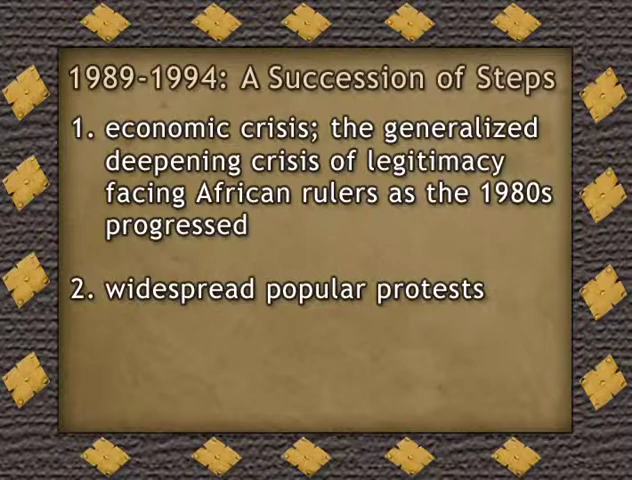 1989-1994: A Succession of Steps
1. economic crisis; the generalized
deepening crisis of legitimacy
facing African rulers as the 1980s
progressed
2. widespread popular protests